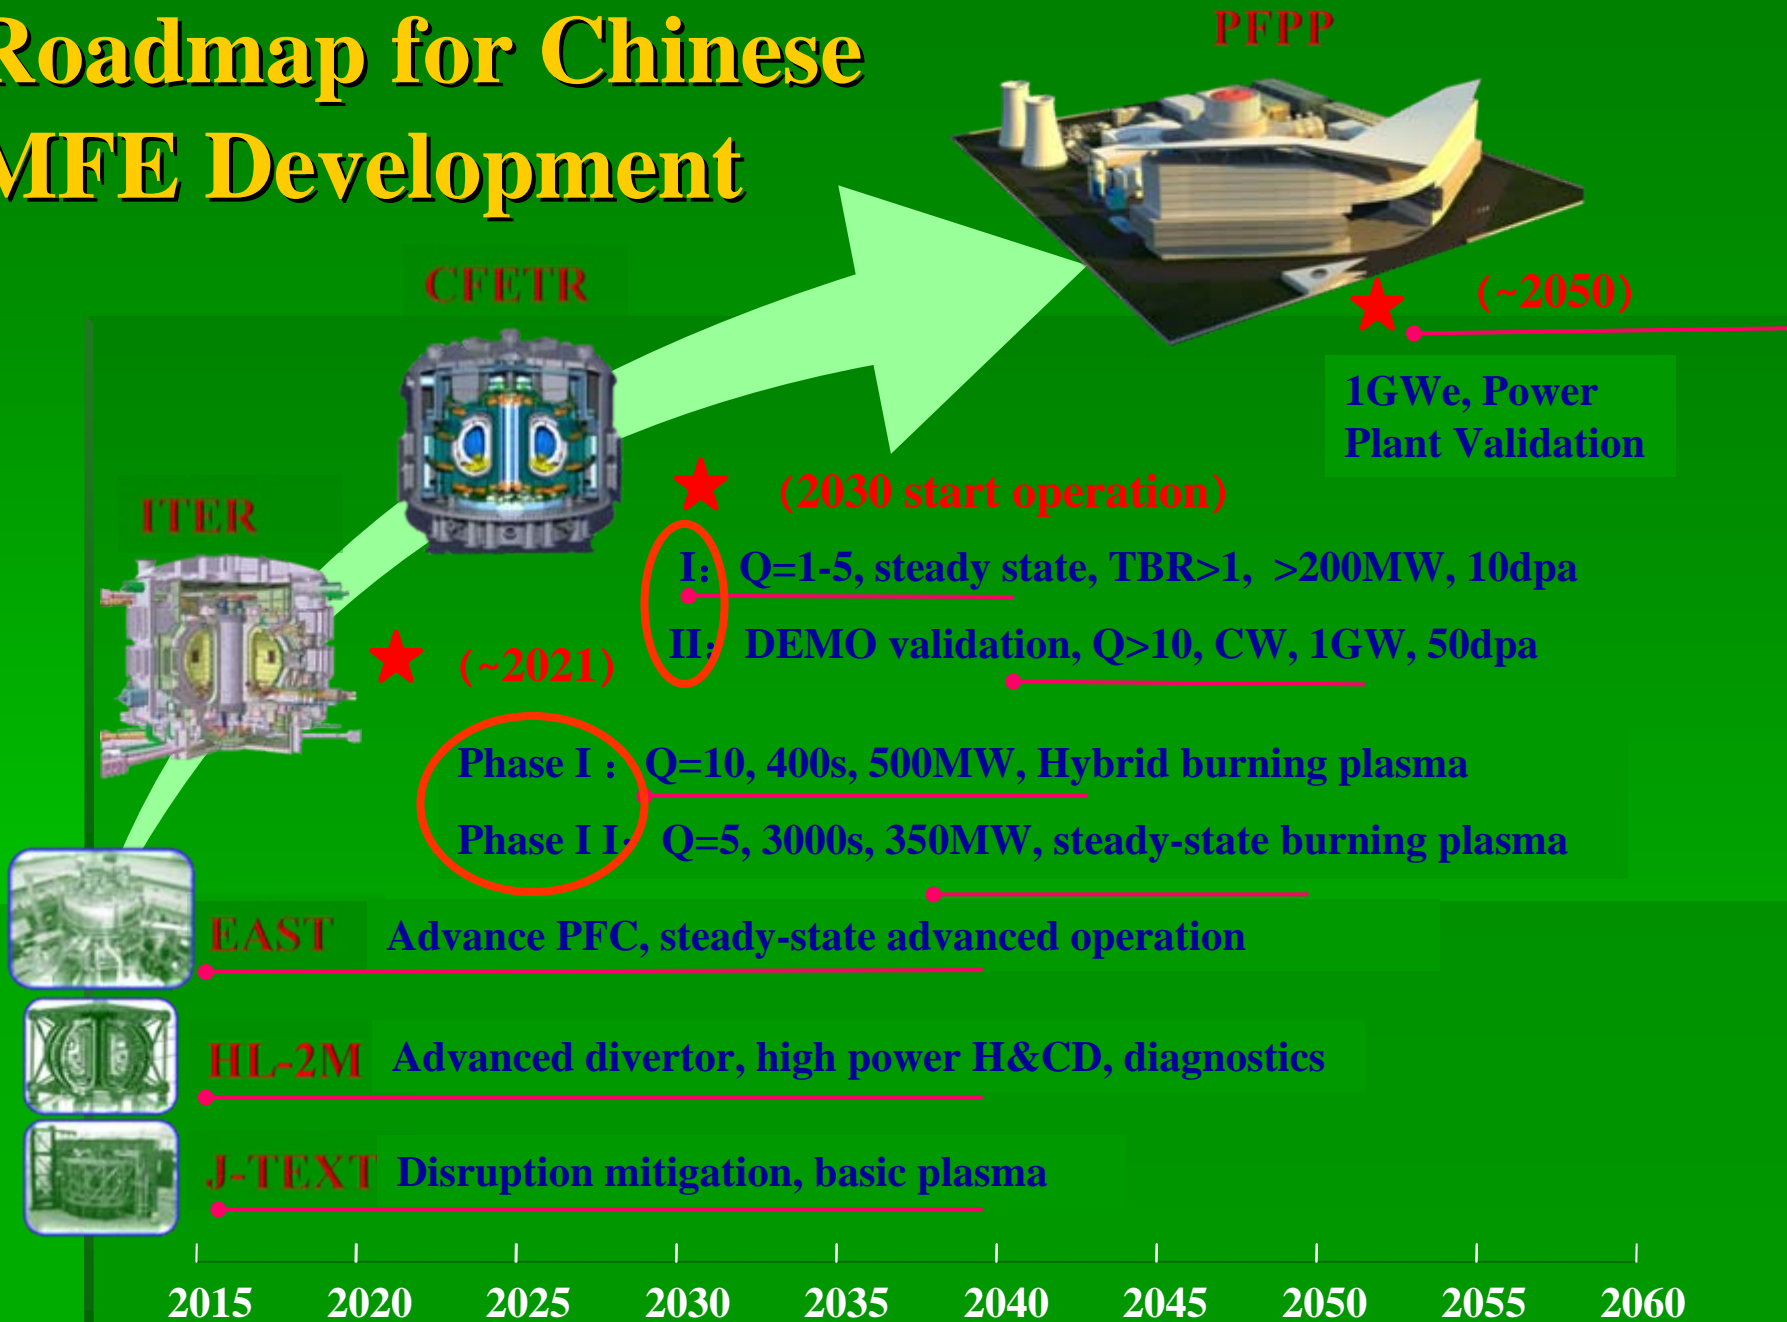 Roadmap for Chinese
MFE Development
PFPP
(~2050)
1GWe, Power
Plant Validation
CFETR
(2030 start operation)
I： Q=1-5, steady state, TBR>1, >200MW, 10dpa
II： DEMO validation, Q>10, CW, 1GW, 50dpa
ITER
(~2021)
Phase I： Q=10, 400s, 500MW, Hybrid burning plasma
Phase I I： Q=5, 3000s, 350MW, steady-state burning plasma
EAST Advance PFC, steady-state advanced operation
HL-2M Advanced divertor, high power H&CD, diagnostics
J-TEXT Disruption mitigation, basic plasma
2015 2020 2025 2030 2035 2040 2045 2050 2055 2060